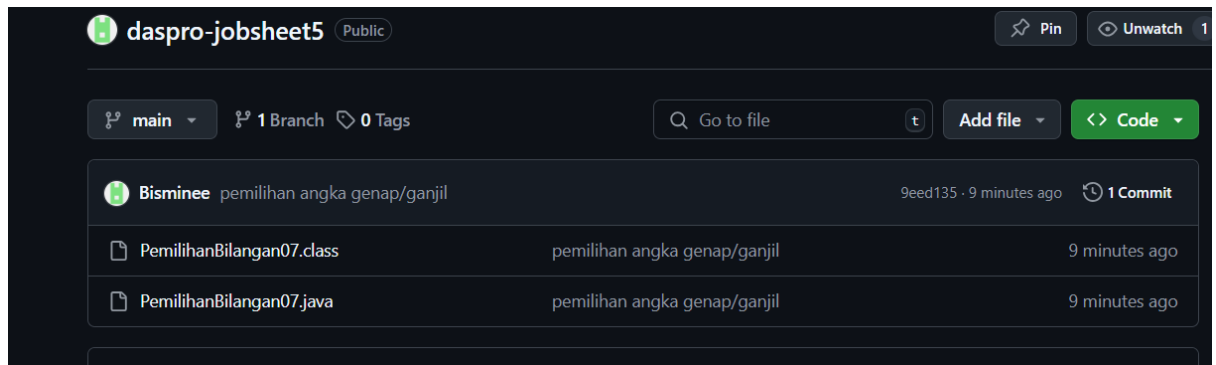 daspro-jobsheet5 Public Pin Unwatch 1
main 1 Branch 0 Tags Go to file t Add file <> Code
Bisminee pemilihan angka genap/ganjil 9eed135 · 9 minutes ago 1 Commit
PemilihanBilangan07.class pemilihan angka genap/ganjil 9 minutes ago
PemilihanBilangan07.java pemilihan angka genap/ganjil 9 minutes ago